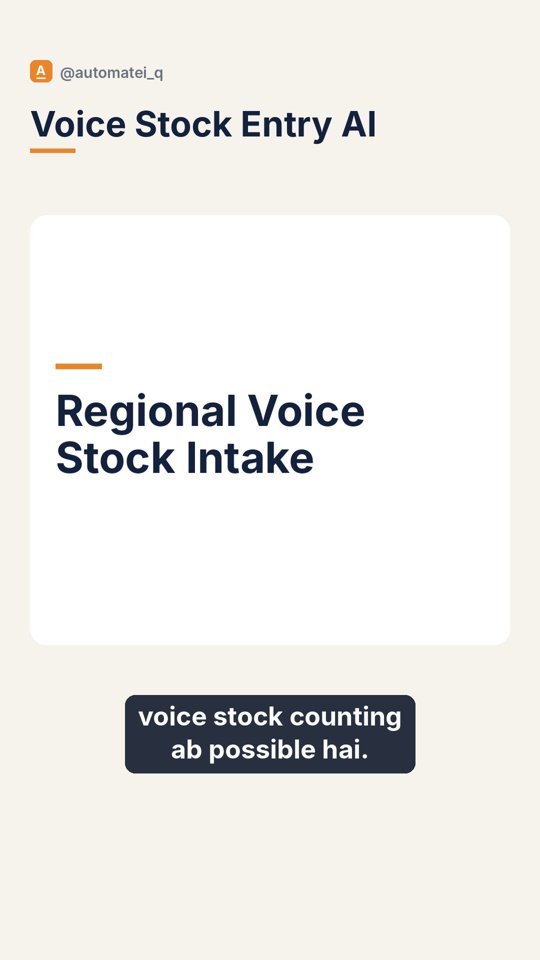 A
@automatei_q
Voice Stock Entry AI
Regional Voice
Stock Intake
voice stock counting
ab possible hai.